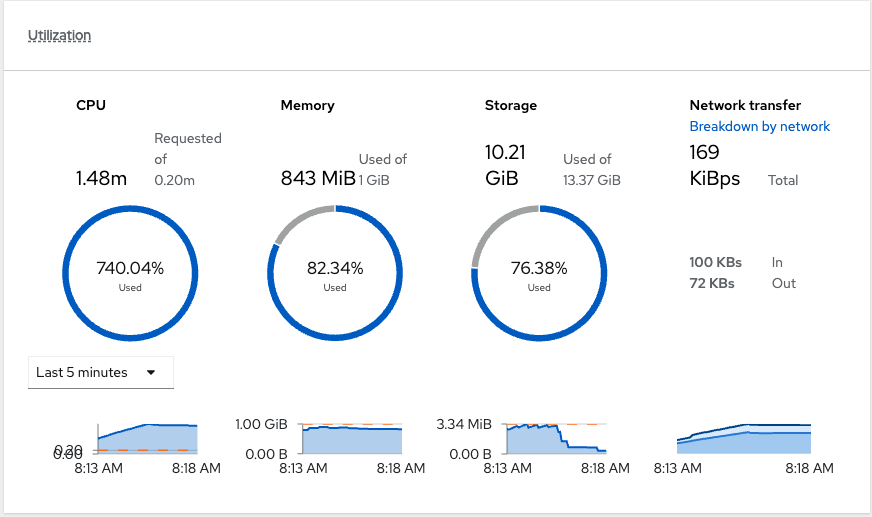 Utilization
CPU
Requested
of
1.48m
0.20m
740.04%
Used
Memory
Used of
843 MiB
1 GiB
82.34%
Used
Storage
10.21
GiB
Used of
13.37 GiB
76.38%
Used
Network transfer
Breakdown by network
169
KiBps
Total
100 KBs In
72 KBs Out
Last 5 minutes
0.20
0.00
8:13 AM 8:18 AM
1.00 GiB
0.00 B
8:13 AM 8:18 AM
3.34 MiB
0.00 B
8:13 AM 8:18 AM
8:13 AM 8:18 AM